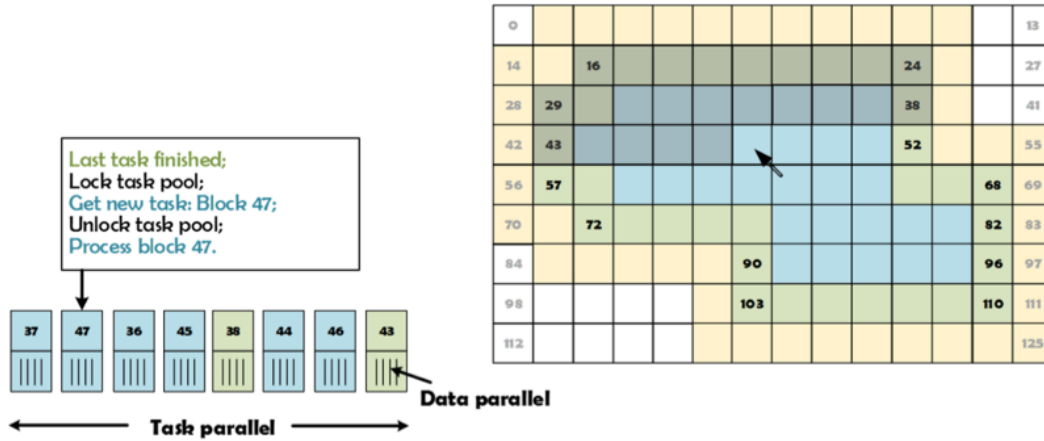 0 13
14 16 24 27
28 29 38 41
42 43 52 55
56 57 68 69
70 72 82 83
84 90 96 97
98 103 110 111
112 125
Last task finished;
Lock task pool;
Get new task: Block 47;
Unlock task pool;
Process block 47.
37 47 36 45 38 44 46 43
Data parallel
Task parallel